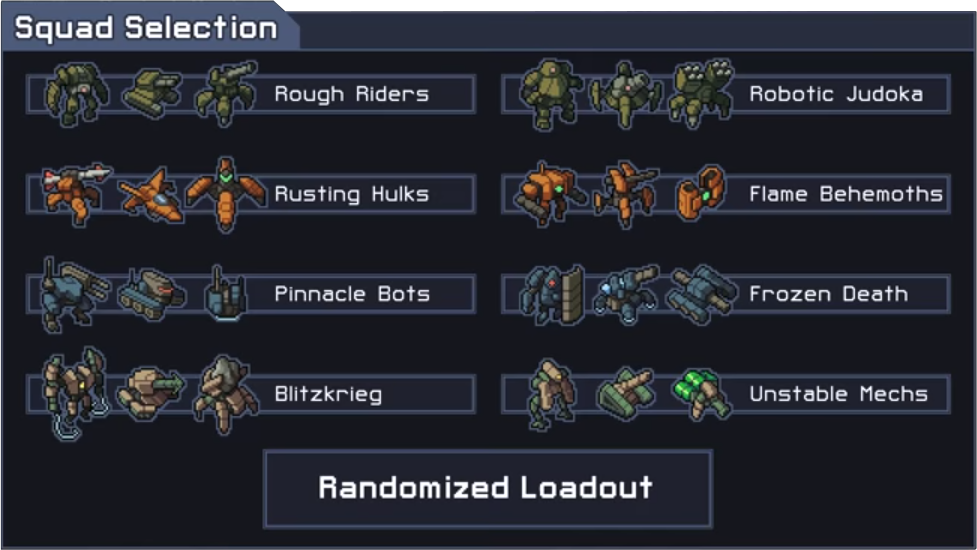 Squad Selection
Rough Riders
Robotic Judoka
Rusting Hulks
Flame Behemoths
Pinnacle Bots
Frozen Death
Blitzkrieg
Unstable Mechs
Randomized Loadout